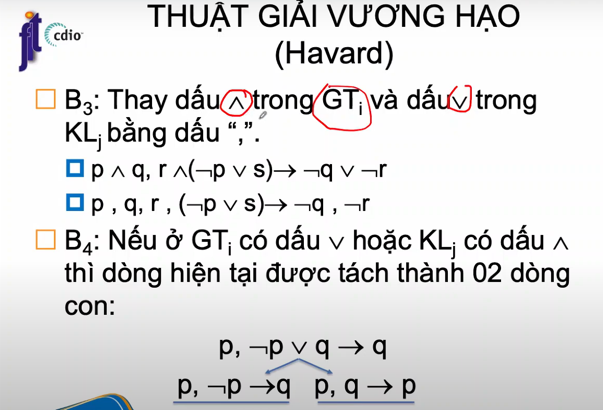 THUẬT GIẢI VƯƠNG HẠO
(Havard)
jit cdio
B₃: Thay dấu ∧ trong GTᵢ và dấu ∨ trong
KLⱼ bằng dấu “,”.
p ∧ q, r ∧(¬p ∨ s)→ ¬q ∨ ¬r
p , q, r , (¬p ∨ s)→ ¬q , ¬r
B₄: Nếu ở GTᵢ có dấu ∨ hoặc KLⱼ có dấu ∧
thì dòng hiện tại được tách thành 02 dòng
con:
p, ¬p ∨ q → q
p, ¬p →q p, q → p